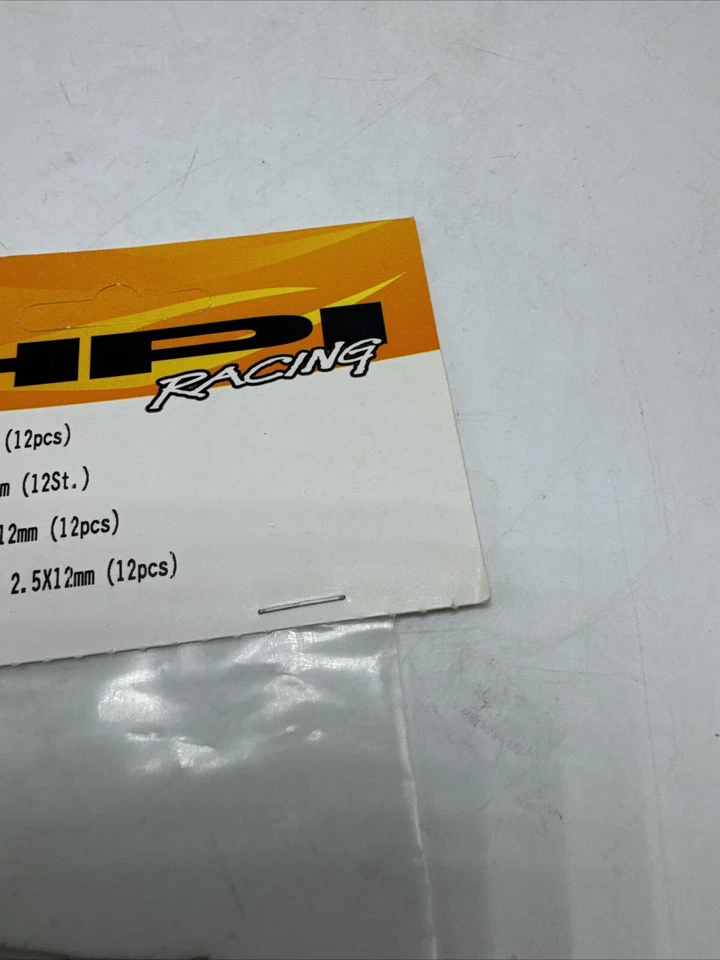 HPI
RACING
(12pcs)
m (12St.)
12mm (12pcs)
2.5X12mm (12pcs)